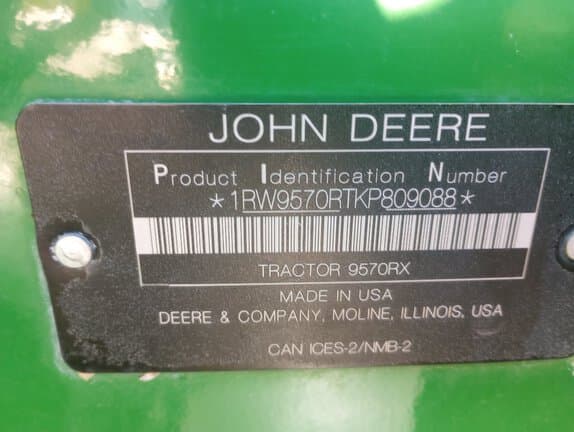 JOHN DEERE
Product Identification Number
*1RW9570RTKP809088*
TRACTOR 9570RX
MADE IN USA
DEERE & COMPANY, MOLINE, ILLINOIS, USA
CAN ICES-2/NMB-2